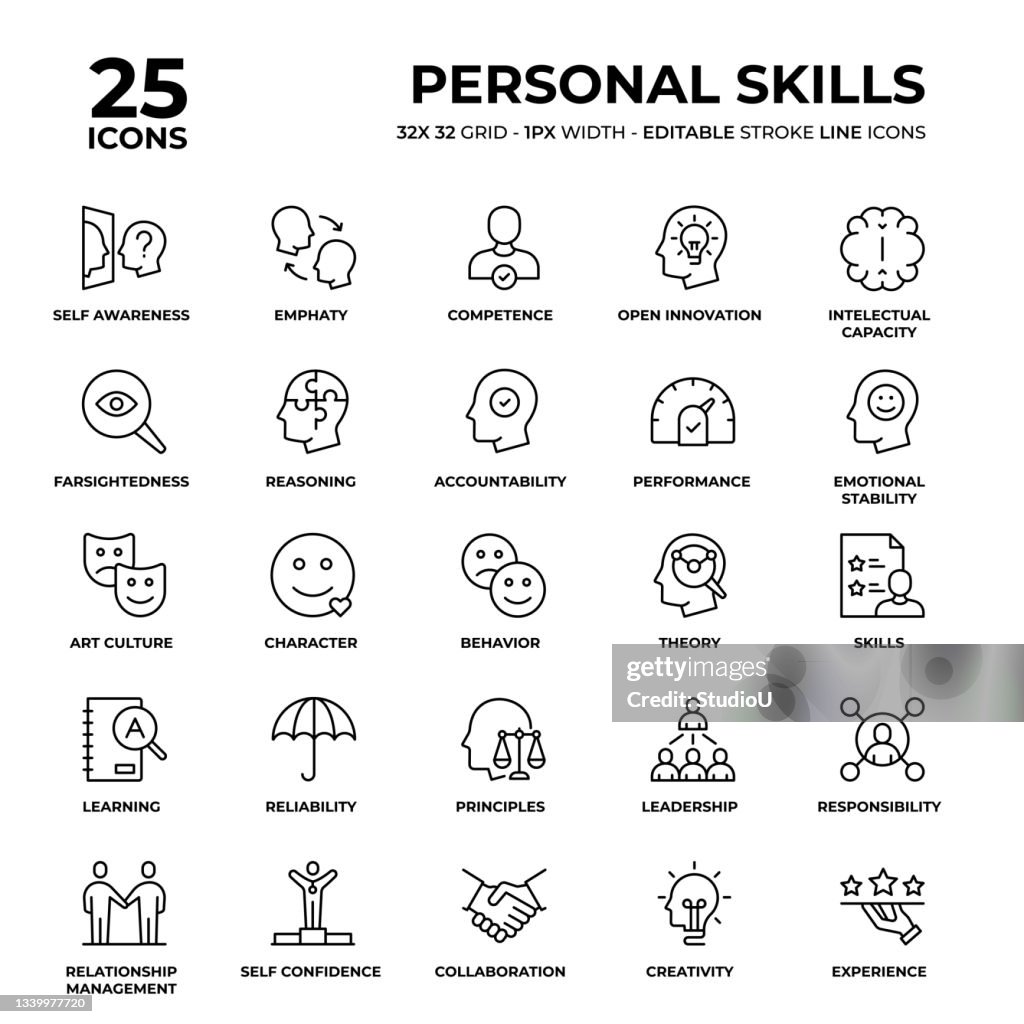 25
ICONS
PERSONAL SKILLS
32X 32 GRID - 1PX WIDTH - EDITABLE STROKE LINE ICONS
?
SELF AWARENESS
EMPHATY
COMPETENCE
OPEN INNOVATION
INTELECTUAL
CAPACITY
FARSIGHTEDNESS
REASONING
ACCOUNTABILITY
PERFORMANCE
EMOTIONAL
STABILITY
ART CULTURE
CHARACTER
BEHAVIOR
THEORY
SKILLS
gettyimages®
Credit: StudioU
A
LEARNING
RELIABILITY
PRINCIPLES
LEADERSHIP
RESPONSIBILITY
RELATIONSHIP
MANAGEMENT
SELF CONFIDENCE
COLLABORATION
CREATIVITY
EXPERIENCE
1339977720